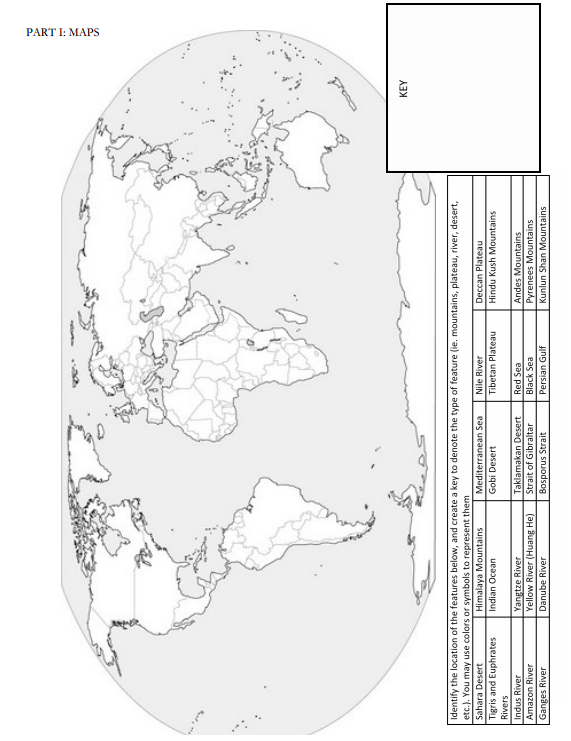 PART I: MAPS
KEY
Identify the location of the features below, and create a key to denote the type of feature (ie. mountains, plateau, river, desert,
etc.). You may use colors or symbols to represent them
Sahara Desert Himalaya Mountains Mediterranean Sea Nile River Deccan Plateau
Tigris and Euphrates Indian Ocean Gobi Desert Tibetan Plateau Hindu Kush Mountains
Rivers
Indus River Yangtze River Taklamakan Desert Red Sea Andes Mountains
Amazon River Yellow River (Huang He) Strait of Gibraltar Black Sea Pyrenees Mountains
Ganges River Danube River Bosporus Strait Persian Gulf Kunlun Shan Mountains